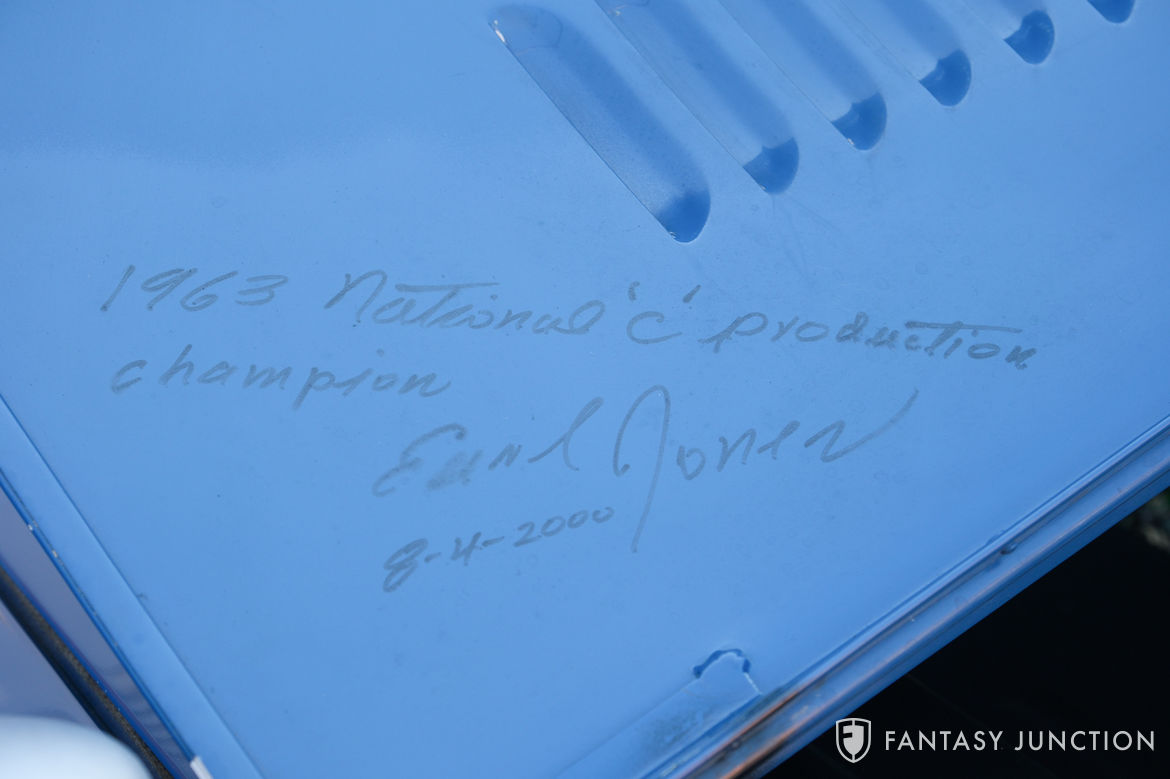 1963 National 'c' production
champion
Earl Jones
8-4-2000
FANTASY JUNCTION